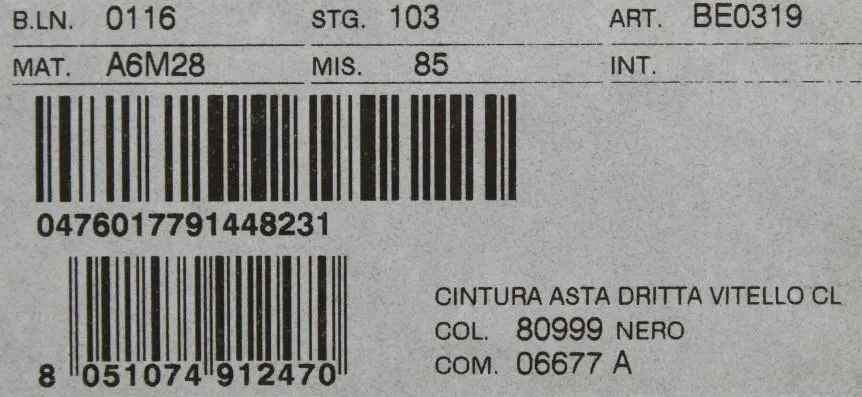 B.LN. 0116 STG. 103 ART. BE0319
MAT. A6M28 MIS. 85 INT.
0476017791448231
8 051074 912470
CINTURA ASTA DRITTA VITELLO CL
COL. 80999 NERO
COM. 06677 A